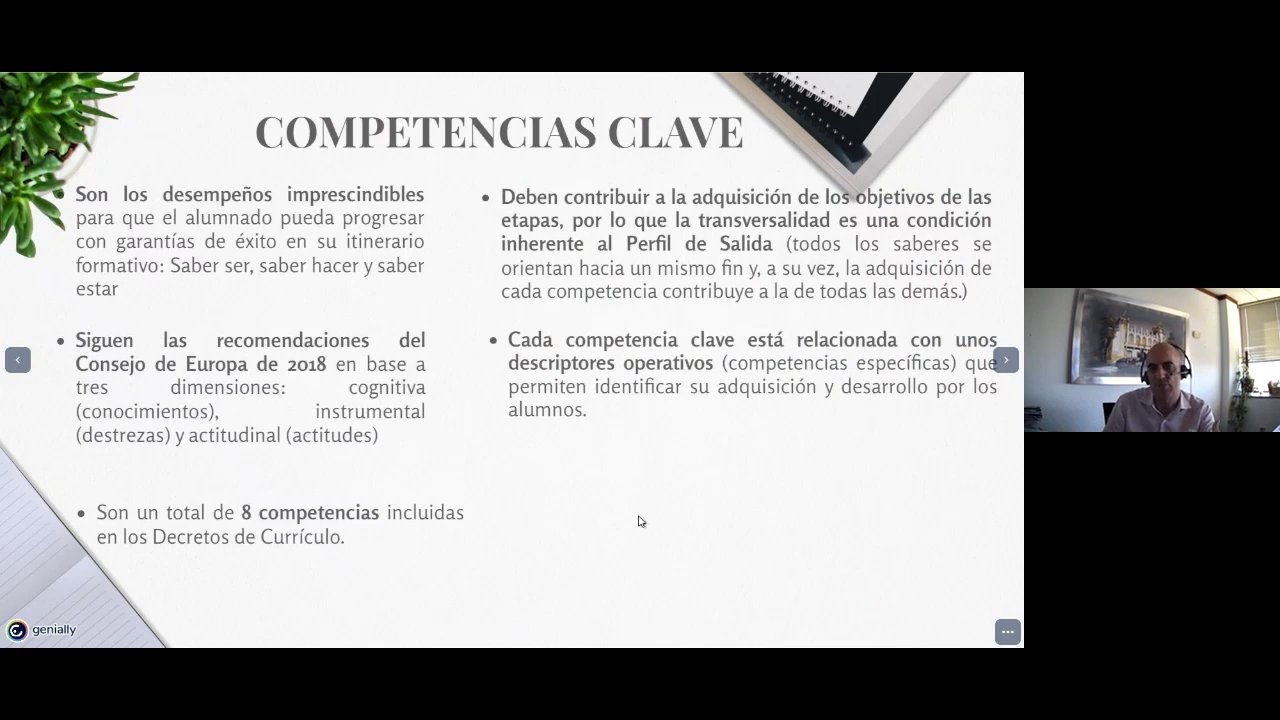 COMPETENCIAS CLAVE
Son los desempeños imprescindibles
para que el alumnado pueda progresar
con garantías de éxito en su itinerario
formativo: Saber ser, saber hacer y saber
estar
Siguen las recomendaciones del
Consejo de Europa de 2018 en base a
tres dimensiones: cognitiva
(conocimientos), instrumental
(destrezas) y actitudinal (actitudes)
Son un total de 8 competencias incluidas
en los Decretos de Currículo.
Deben contribuir a la adquisición de los objetivos de las
etapas, por lo que la transversalidad es una condición
inherente al Perfil de Salida (todos los saberes se
orientan hacia un mismo fin y, a su vez, la adquisición de
cada competencia contribuye a la de todas las demás.)
Cada competencia clave está relacionada con unos
descriptores operativos (competencias específicas) que
permiten identificar su adquisición y desarrollo por los
alumnos.
genially